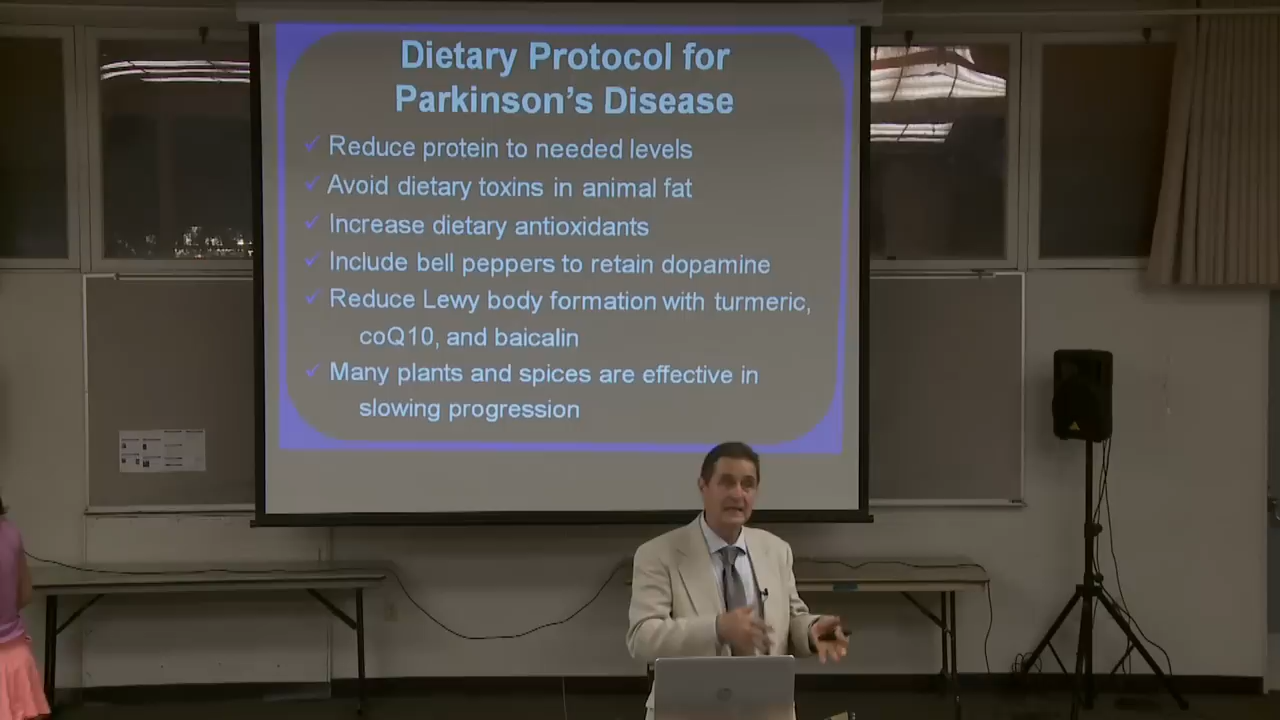 Dietary Protocol for
Parkinson's Disease
✓ Reduce protein to needed levels
✓ Avoid dietary toxins in animal fat
✓ Increase dietary antioxidants
✓ Include bell peppers to retain dopamine
✓ Reduce Lewy body formation with turmeric,
coQ10, and baicalin
✓ Many plants and spices are effective in
slowing progression